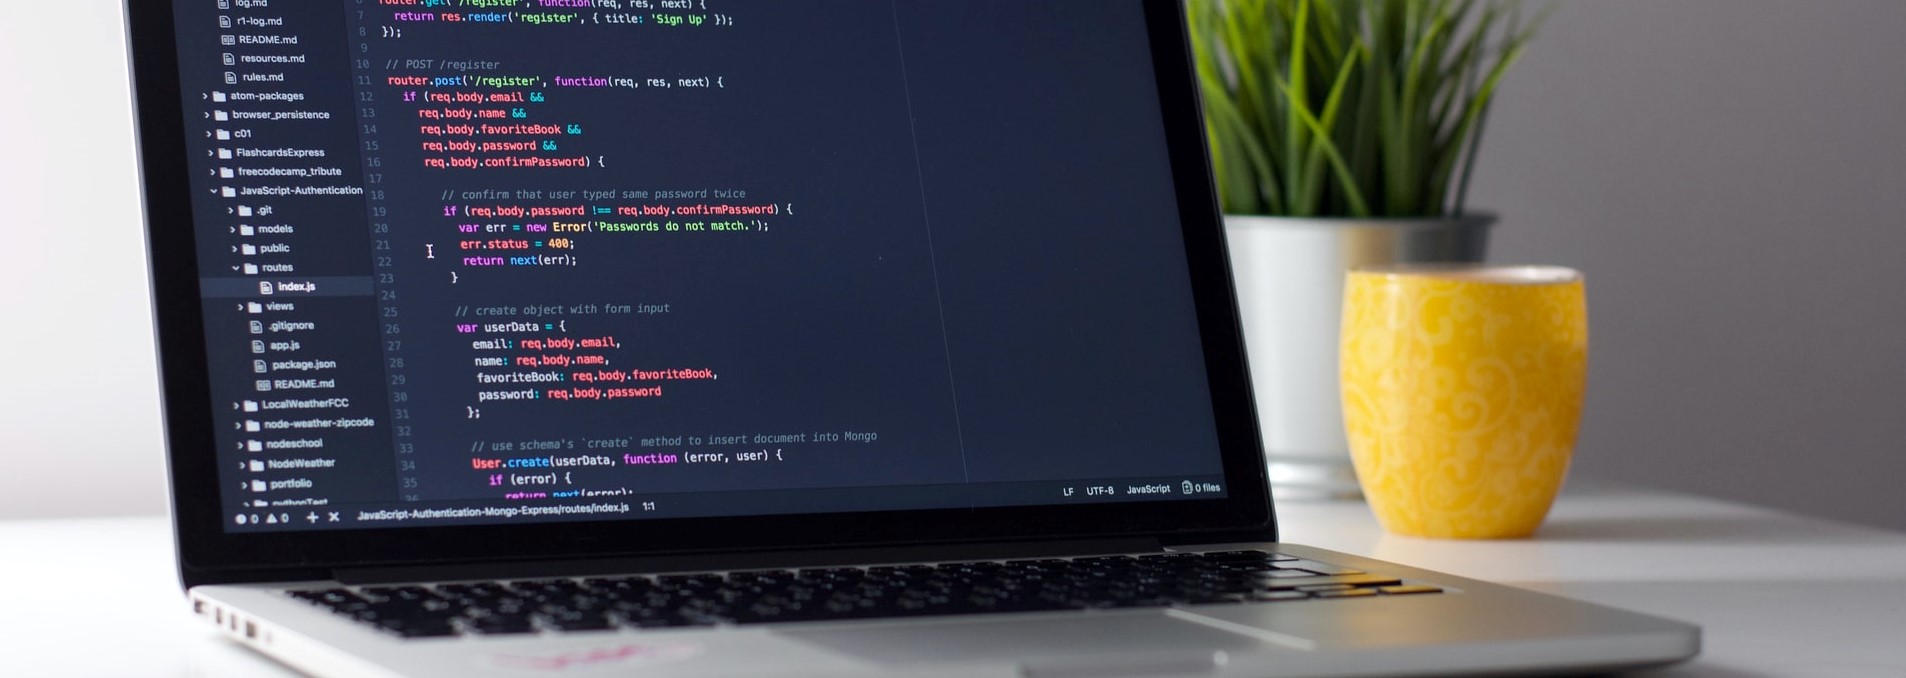 log.md
r1-log.md
README.md
resources.md
rules.md
atom-packages
browser_persistence
c01
FlashcardsExpress
freecodecamp_tribute
JavaScript-Authentication
.git
models
public
routes
index.js
views
.gitignore
app.js
package.json
README.md
LocalWeatherFCC
node-weather-zipcode
nodeschool
NodeWeather
portfolio
pythonTest
6 router.get('/register', function(req, res, next) {
7 return res.render('register', { title: 'Sign Up' });
8 });
9
10 // POST /register
11 router.post('/register', function(req, res, next) {
12 if (req.body.email &&
13 req.body.name &&
14 req.body.favoriteBook &&
15 req.body.password &&
16 req.body.confirmPassword) {
17
18 // confirm that user typed same password twice
19 if (req.body.password !== req.body.confirmPassword) {
20 var err = new Error('Passwords do not match.');
21 err.status = 400;
22 return next(err);
23 }
24
25 // create object with form input
26 var userData = {
27 email: req.body.email,
28 name: req.body.name,
29 favoriteBook: req.body.favoriteBook,
30 password: req.body.password
31 };
32
33 // use schema's `create` method to insert document into Mongo
34 User.create(userData, function (error, user) {
35 if (error) {
36 return next(error);
0 0 JavaScript-Authentication-Mongo-Express/routes/index.js 1:1 LF UTF-8 JavaScript 0 files